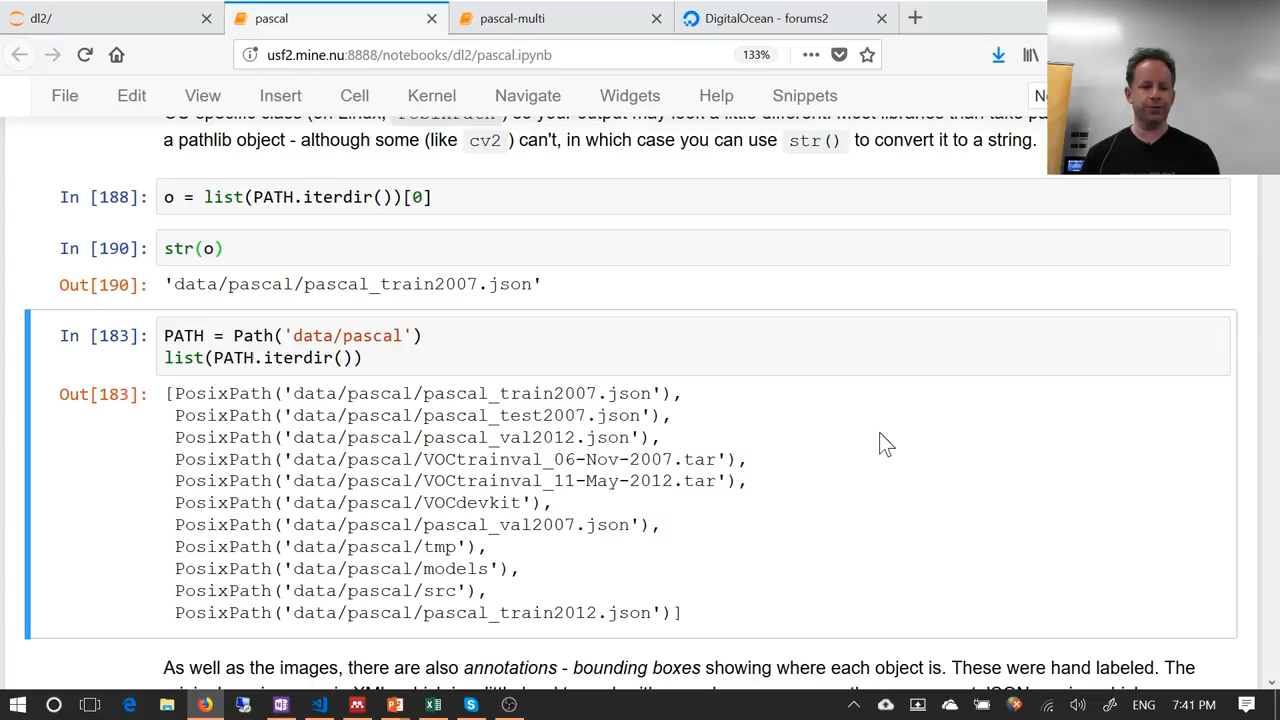 dl2/
pascal
pascal-multi
DigitalOcean - forums2
usf2.mine.nu:8888/notebooks/dl2/pascal.ipynb
133%
File Edit View Insert Cell Kernel Navigate Widgets Help Snippets
a pathlib object - although some (like cv2 ) can't, in which case you can use str() to convert it to a string.
In [188]: o = list(PATH.iterdir())[0]
In [190]: str(o)
Out[190]: 'data/pascal/pascal_train2007.json'
In [183]: PATH = Path('data/pascal')
list(PATH.iterdir())
Out[183]: [PosixPath('data/pascal/pascal_train2007.json'),
PosixPath('data/pascal/pascal_test2007.json'),
PosixPath('data/pascal/pascal_val2012.json'),
PosixPath('data/pascal/VOCtrainval_06-Nov-2007.tar'),
PosixPath('data/pascal/VOCtrainval_11-May-2012.tar'),
PosixPath('data/pascal/VOCdevkit'),
PosixPath('data/pascal/pascal_val2007.json'),
PosixPath('data/pascal/tmp'),
PosixPath('data/pascal/models'),
PosixPath('data/pascal/src'),
PosixPath('data/pascal/pascal_train2012.json')]
As well as the images, there are also annotations - bounding boxes showing where each object is. These were hand labeled. The
ENG 7:41 PM